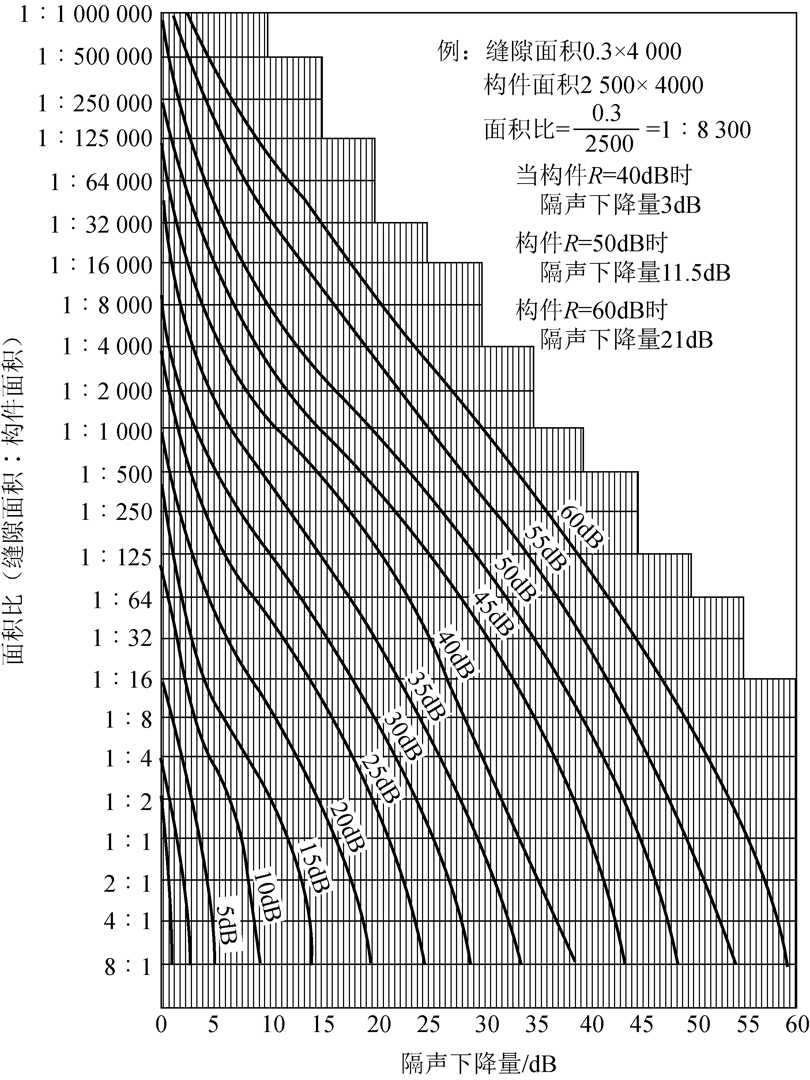 1∶1 000 000
1∶500 000
1∶250 000
1∶125 000
1∶64 000
1∶32 000
1∶16 000
1∶8 000
1∶4 000
1∶2 000
1∶1 000
1∶500
1∶250
1∶125
1∶64
1∶32
1∶16
1∶8
1∶4
1∶2
1∶1
2∶1
4∶1
8∶1
面积比（缝隙面积∶构件面积）
例：缝隙面积0.3×4 000
构件面积2 500× 4000
面积比=0.3/2500=1∶8 300
当构件R=40dB时
隔声下降量3dB
构件R=50dB时
隔声下降量11.5dB
构件R=60dB时
隔声下降量21dB
60dB
55dB
50dB
45dB
40dB
35dB
30dB
25dB
20dB
15dB
10dB
5dB
0 5 10 15 20 25 30 35 40 45 50 55 60
隔声下降量/dB